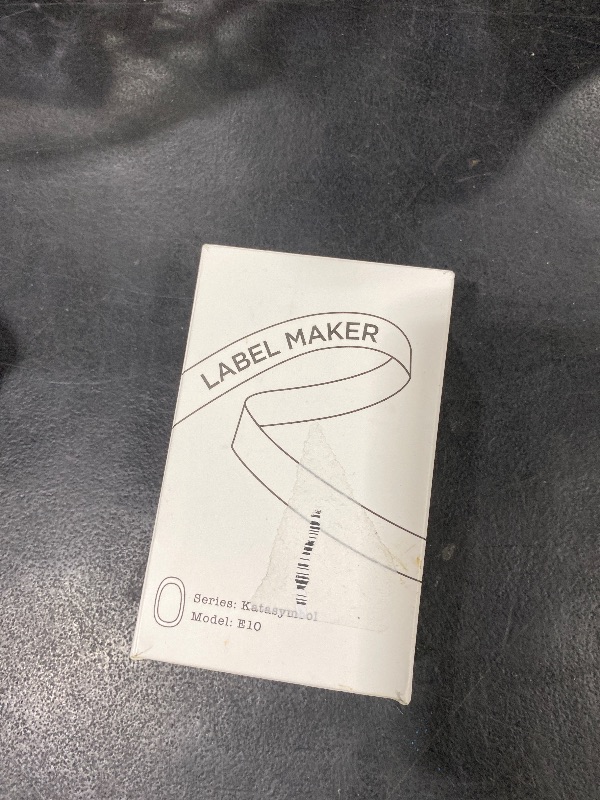 LABEL MAKER
Series: Katasymbol
Model: E10